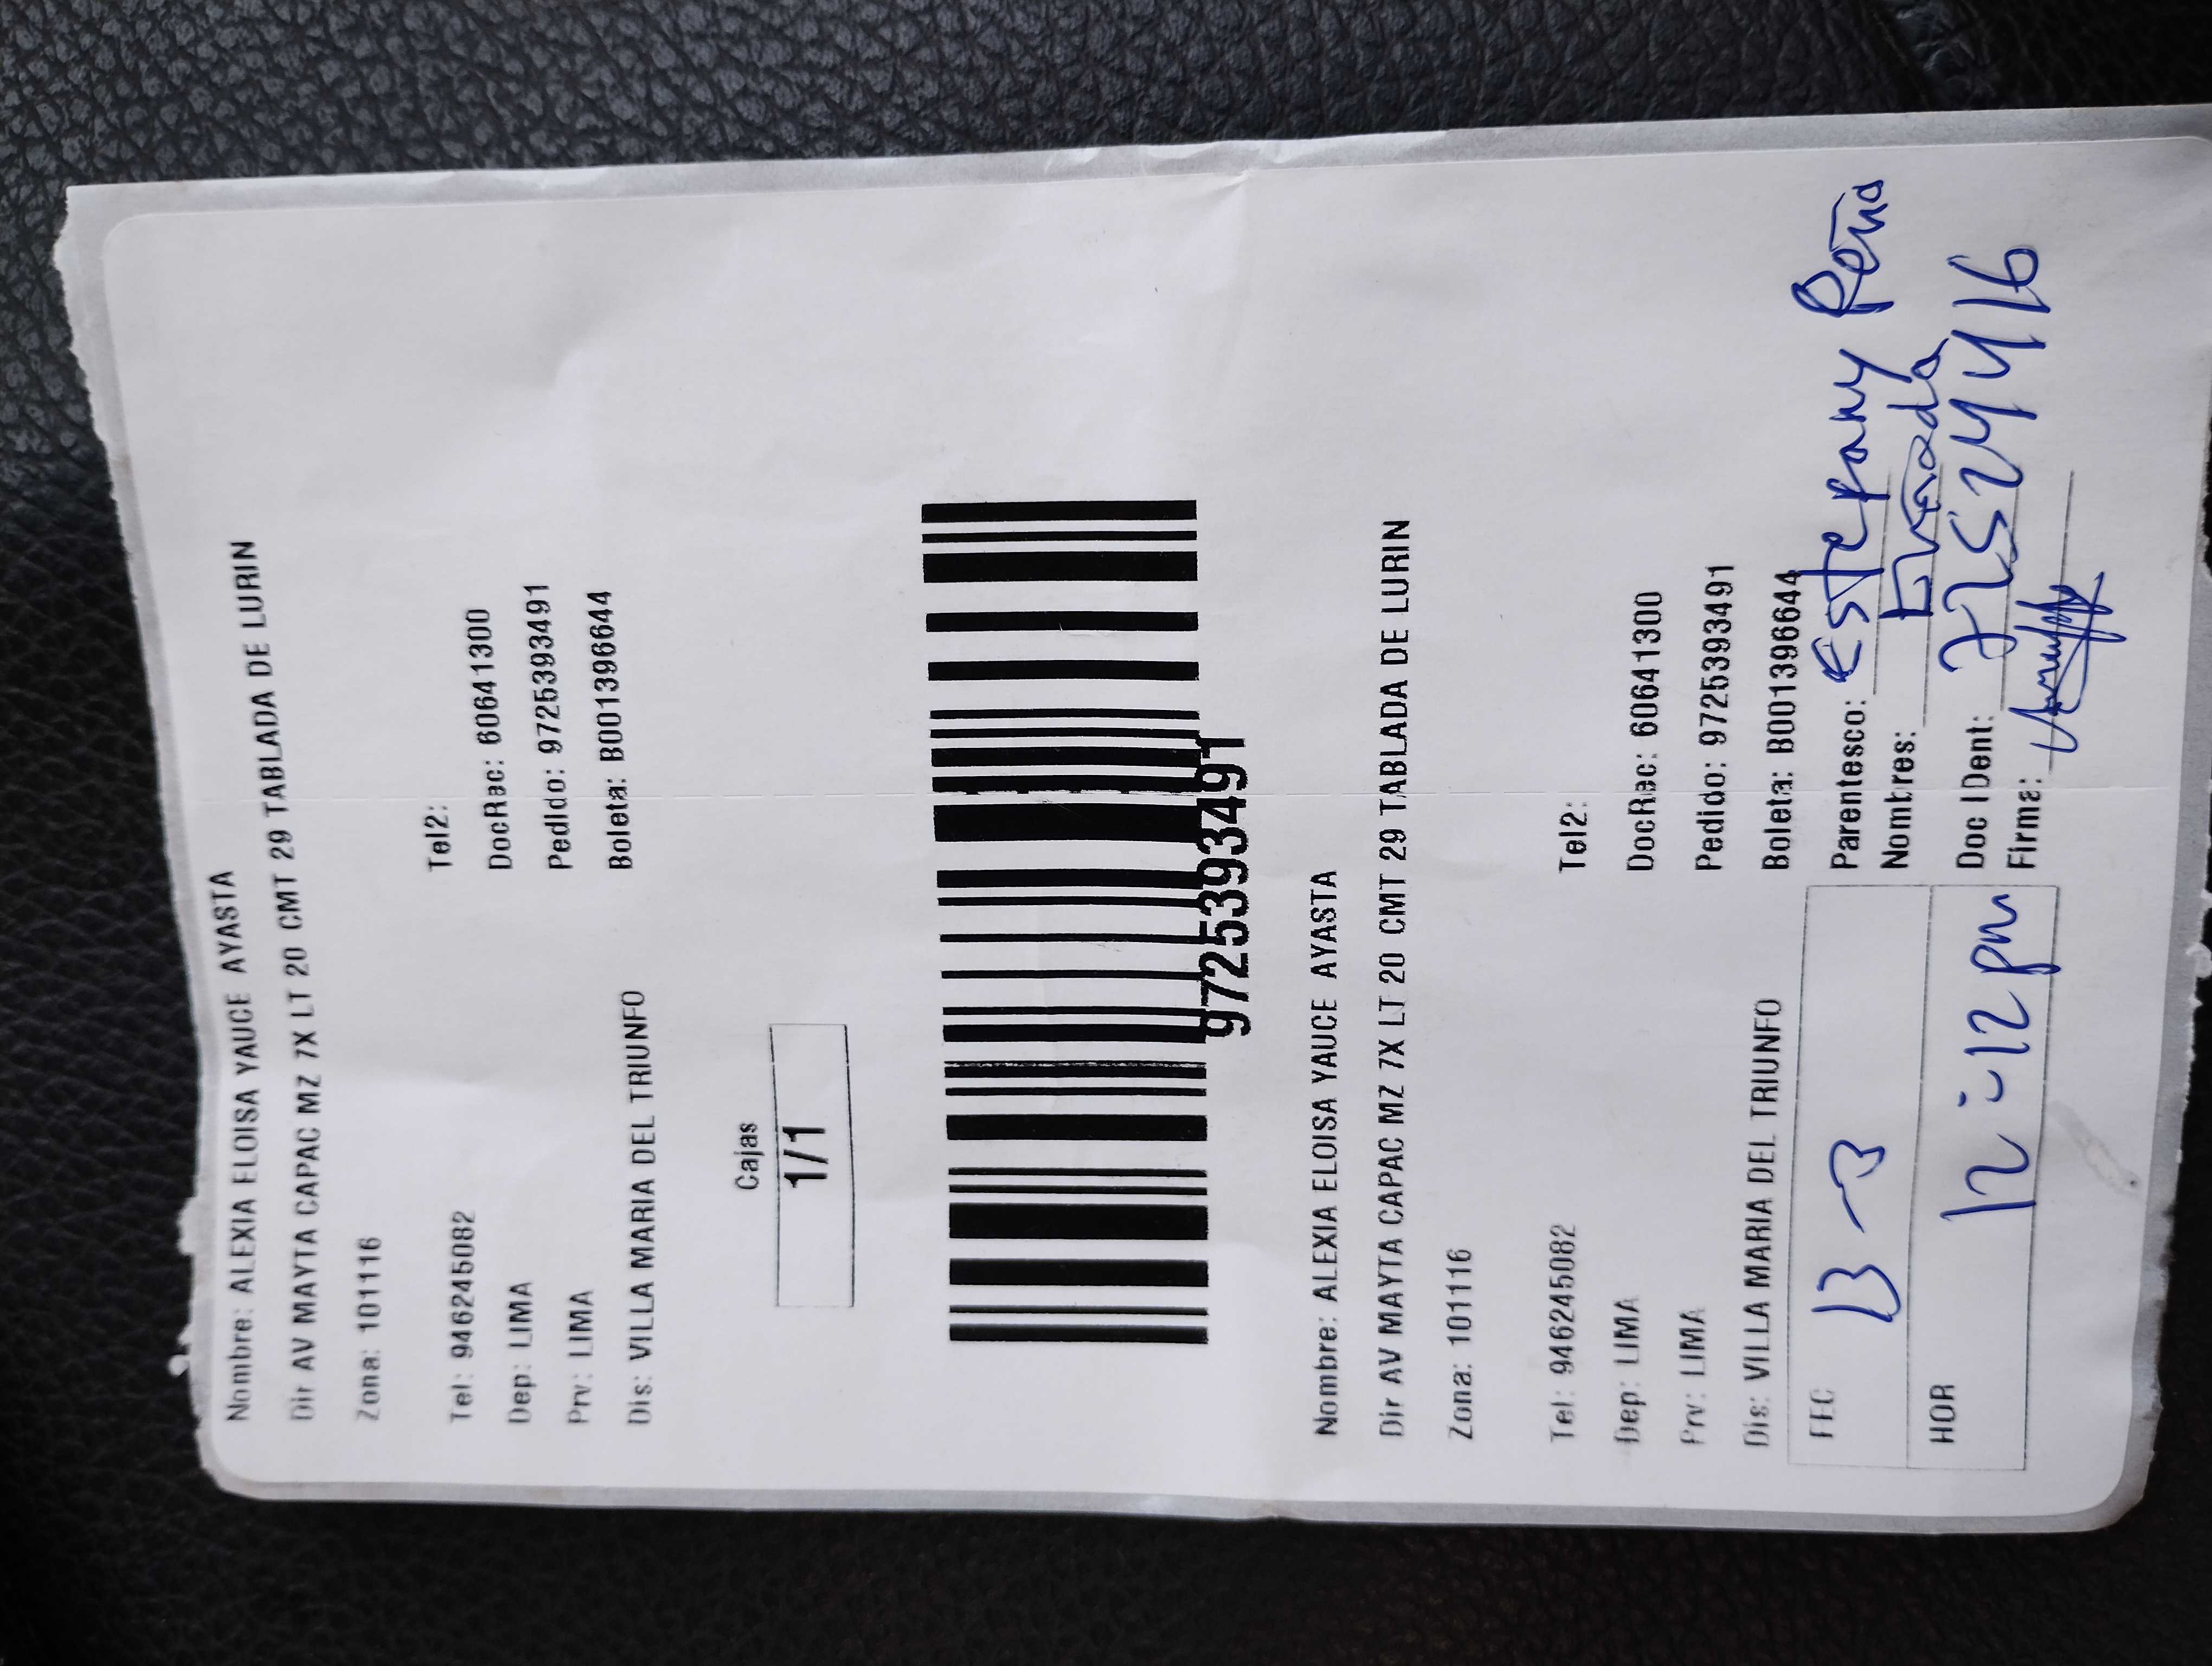 Nombre: ALEXIA ELOISA YAUCE AYASTA
Dir AV MAYTA CAPAC MZ 7X LT 20 CMT 29 TABLADA DE LURIN
Zona: 101116
Tel: 946245082 Tel2:
Dep: LIMA DocRec: 60641300
Prv: LIMA Pedido: 9725393491
Dis: VILLA MARIA DEL TRIUNFO Boleta: B0013396644
Cajas
1/1
9725393491
Nombre: ALEXIA ELOISA YAUCE AYASTA
Dir AV MAYTA CAPAC MZ 7X LT 20 CMT 29 TABLADA DE LURIN
Zona: 101116
Tel: 946245082 Tel2:
Dep: LIMA DocRec: 60641300
Prv: LIMA Pedido: 9725393491
Dis: VILLA MARIA DEL TRIUNFO Boleta: B0013396644
FEC 13-3 Parentesco: Estefany Peña
Nombres:
HOR 12:12 pm Doc IDent: 71524416
Firma: